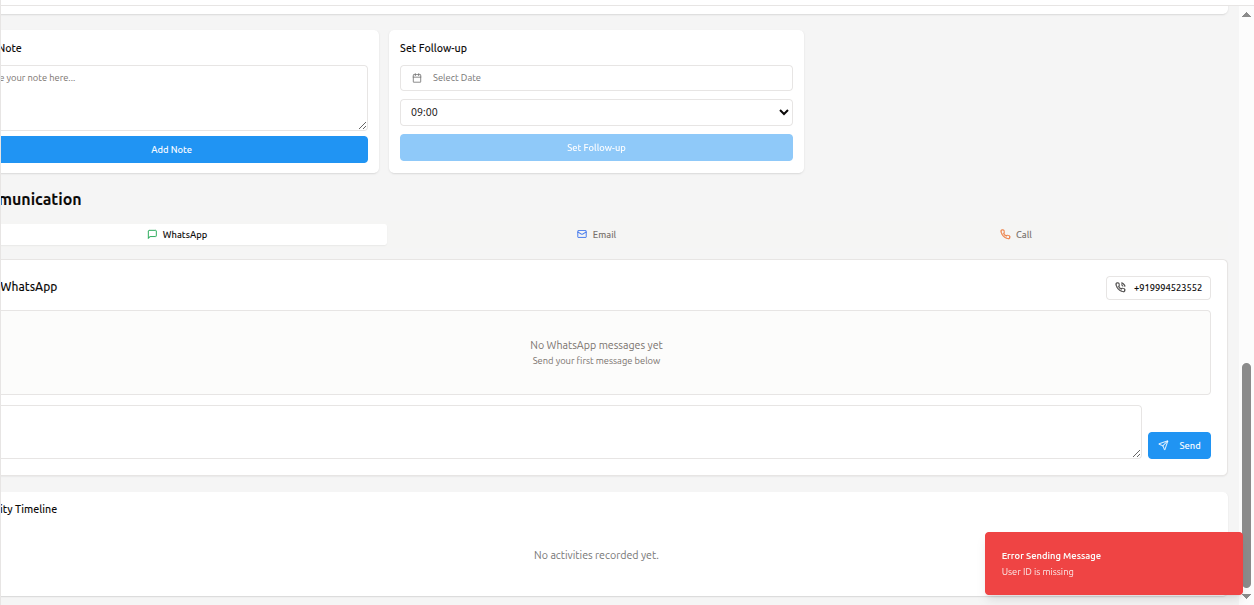 Note
Set Follow-up
e your note here...
Select Date
09:00
Add Note
Set Follow-up
munication
WhatsApp
Email
Call
WhatsApp
+919994523552
No WhatsApp messages yet
Send your first message below
Send
ity Timeline
No activities recorded yet.
Error Sending Message
User ID is missing